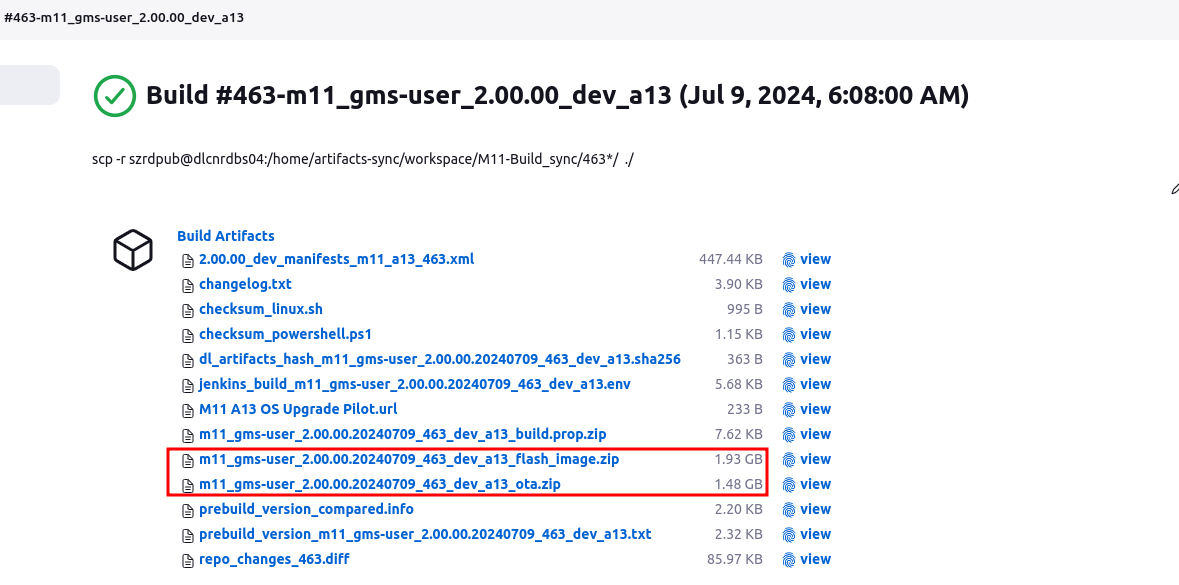 #463-m11_gms-user_2.00.00_dev_a13
Build #463-m11_gms-user_2.00.00_dev_a13 (Jul 9, 2024, 6:08:00 AM)
scp -r szrdpub@dlcnrdbs04:/home/artifacts-sync/workspace/M11-Build_sync/463*/ ./
Build Artifacts
2.00.00_dev_manifests_m11_a13_463.xml 447.44 KB view
changelog.txt 3.90 KB view
checksum_linux.sh 995 B view
checksum_powershell.ps1 1.15 KB view
dl_artifacts_hash_m11_gms-user_2.00.00.20240709_463_dev_a13.sha256 363 B view
jenkins_build_m11_gms-user_2.00.00.20240709_463_dev_a13.env 5.68 KB view
M11 A13 OS Upgrade Pilot.url 233 B view
m11_gms-user_2.00.00.20240709_463_dev_a13_build.prop.zip 7.62 KB view
m11_gms-user_2.00.00.20240709_463_dev_a13_flash_image.zip 1.93 GB view
m11_gms-user_2.00.00.20240709_463_dev_a13_ota.zip 1.48 GB view
prebuild_version_compared.info 2.20 KB view
prebuild_version_m11_gms-user_2.00.00.20240709_463_dev_a13.txt 2.32 KB view
repo_changes_463.diff 85.97 KB view